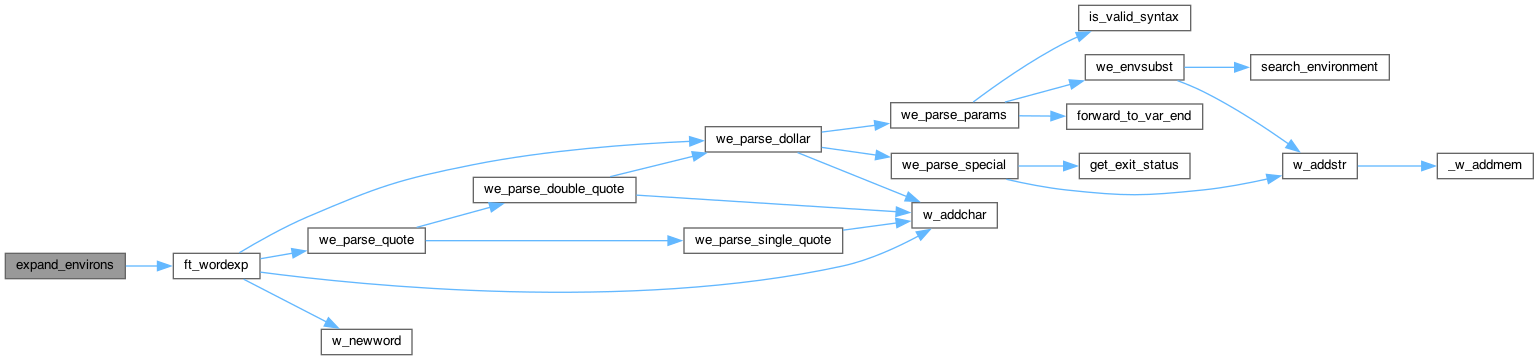 is_valid_syntax
we_envsubst
search_environment
we_parse_params
forward_to_var_end
we_parse_dollar
we_parse_special
get_exit_status
w_addstr
_w_addmem
we_parse_double_quote
w_addchar
we_parse_quote
we_parse_single_quote
expand_environs
ft_wordexp
w_newword